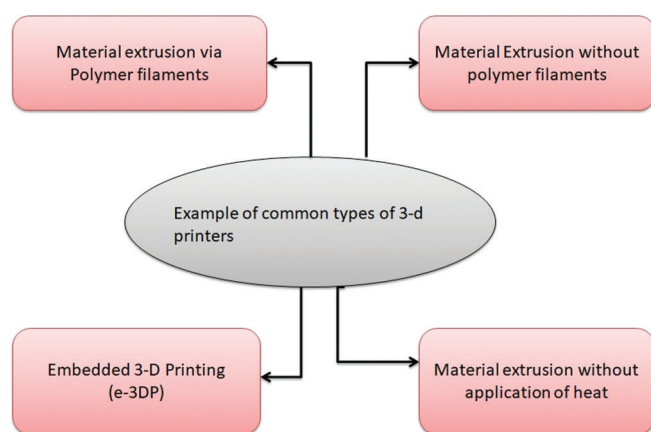 Material extrusion via
Polymer filaments
Material Extrusion without
polymer filaments
Example of common types of 3-d
printers
Embedded 3-D Printing
(e-3DP)
Material extrusion without
application of heat